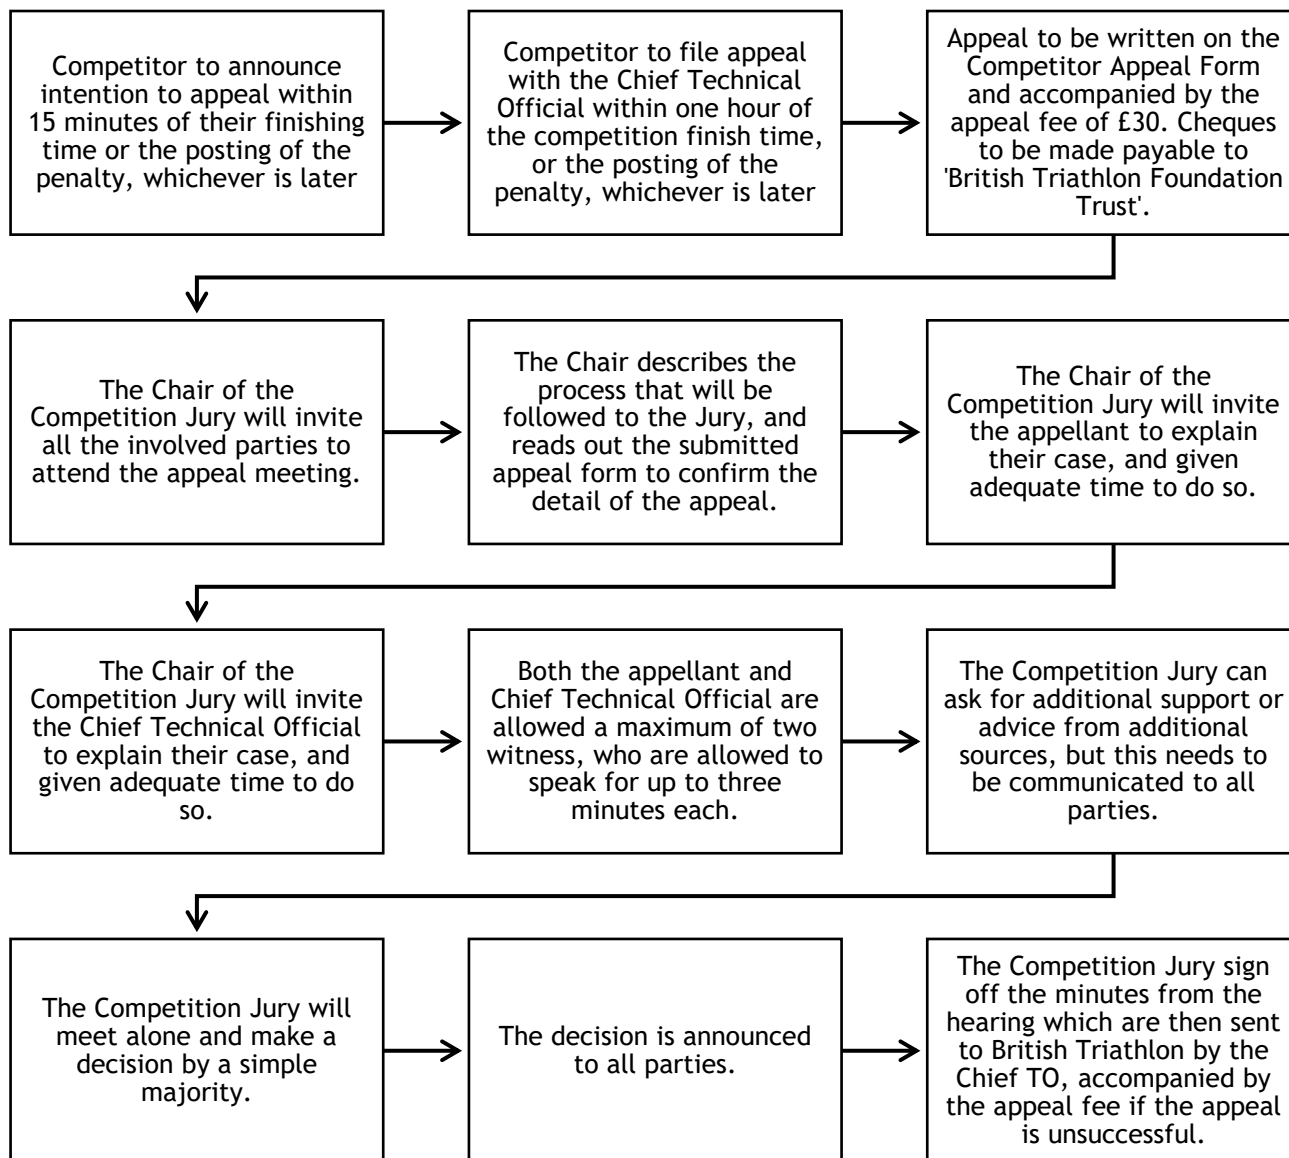 Competitor to announce
intention to appeal within
15 minutes of their finishing
time or the posting of the
penalty, whichever is later
Competitor to file appeal
with the Chief Technical
Official within one hour of
the competition finish time,
or the posting of the
penalty, whichever is later
Appeal to be written on the
Competitor Appeal Form
and accompanied by the
appeal fee of £30. Cheques
to be made payable to
'British Triathlon Foundation
Trust'.
The Chair of the
Competition Jury will invite
all the involved parties to
attend the appeal meeting.
The Chair describes the
process that will be
followed to the Jury, and
reads out the submitted
appeal form to confirm the
detail of the appeal.
The Chair of the
Competition Jury will invite
the appellant to explain
their case, and given
adequate time to do so.
The Chair of the
Competition Jury will invite
the Chief Technical Official
to explain their case, and
given adequate time to do
so.
Both the appellant and
Chief Technical Official are
allowed a maximum of two
witness, who are allowed to
speak for up to three
minutes each.
The Competition Jury can
ask for additional support or
advice from additional
sources, but this needs to
be communicated to all
parties.
The Competition Jury will
meet alone and make a
decision by a simple
majority.
The decision is announced
to all parties.
The Competition Jury sign
off the minutes from the
hearing which are then sent
to British Triathlon by the
Chief TO, accompanied by
the appeal fee if the appeal
is unsuccessful.